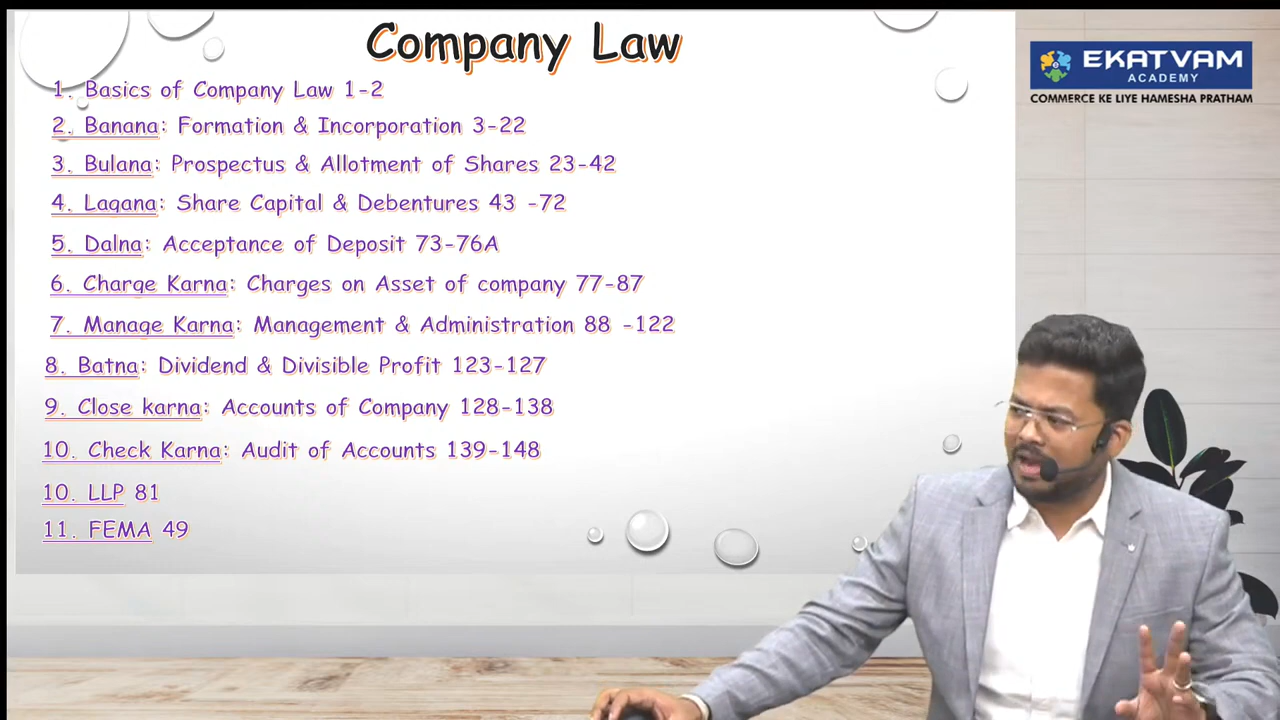 Company Law
EKATVAM
ACADEMY
COMMERCE KE LIYE HAMESHA PRATHAM
1. Basics of Company Law 1-2
2. Banana: Formation & Incorporation 3-22
3. Bulana: Prospectus & Allotment of Shares 23-42
4. Lagana: Share Capital & Debentures 43 -72
5. Dalna: Acceptance of Deposit 73-76A
6. Charge Karna: Charges on Asset of company 77-87
7. Manage Karna: Management & Administration 88 -122
8. Batna: Dividend & Divisible Profit 123-127
9. Close karna: Accounts of Company 128-138
10. Check Karna: Audit of Accounts 139-148
10. LLP 81
11. FEMA 49